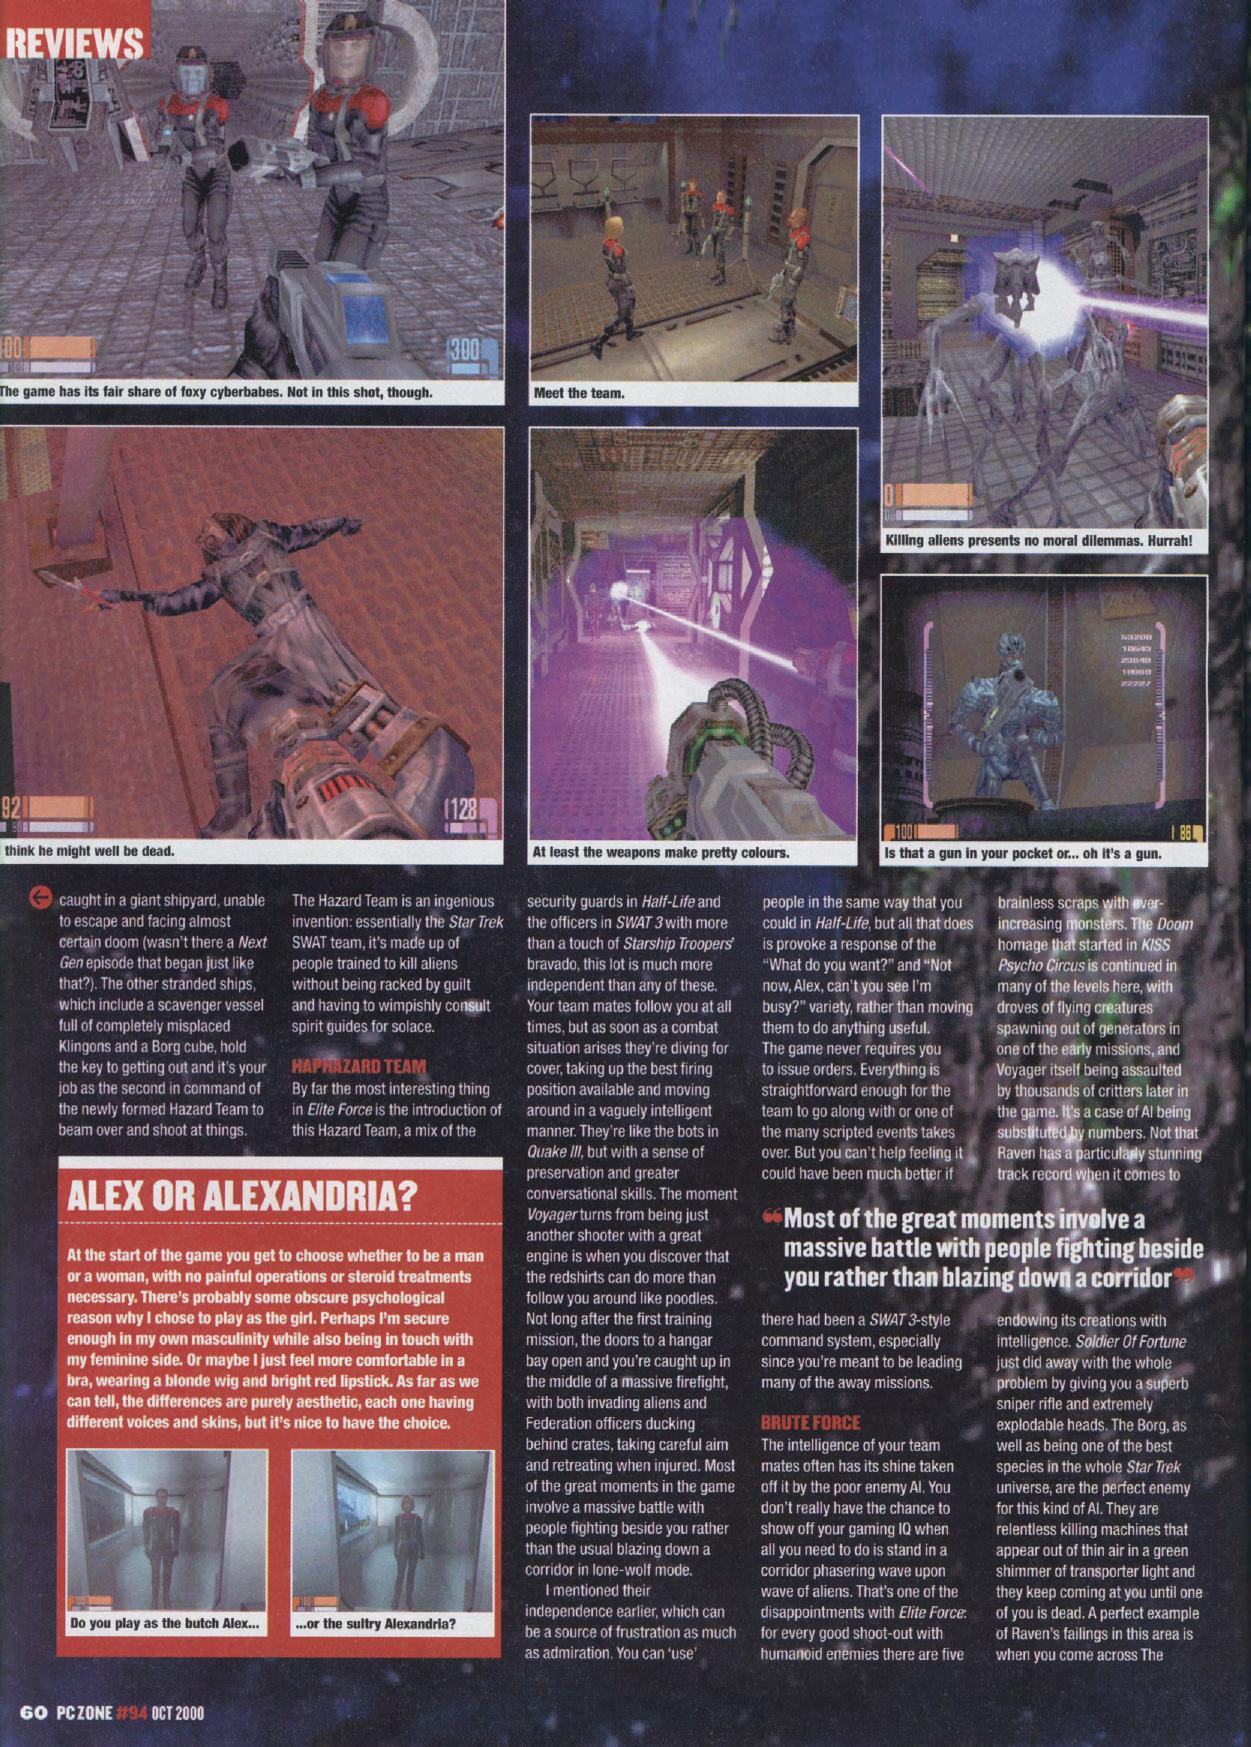 REVIEWS
100
100
300
The game has its fair share of foxy cyberbabes. Not in this shot, though.
Meet the team.
0
Killing aliens presents no moral dilemmas. Hurrah!
92
128
think he might well be dead.
At least the weapons make pretty colours.
53208
10643
23848
10060
22227
100
86
Is that a gun in your pocket or... oh it's a gun.
caught in a giant shipyard, unable
to escape and facing almost
certain doom (wasn't there a Next
Gen episode that began just like
that?). The other stranded ships,
which include a scavenger vessel
full of completely misplaced
Klingons and a Borg cube, hold
the key to getting out and it's your
job as the second in command of
the newly formed Hazard Team to
beam over and shoot at things.
The Hazard Team is an ingenious
invention: essentially the Star Trek
SWAT team, it's made up of
people trained to kill aliens
without being racked by guilt
and having to wimpishly consult
spirit guides for solace.
HAPHAZARD TEAM
By far the most interesting thing
in Elite Force is the introduction of
this Hazard Team, a mix of the
security guards in Half-Life and
the officers in SWAT 3 with more
than a touch of Starship Troopers'
bravado, this lot is much more
independent than any of these.
Your team mates follow you at all
times, but as soon as a combat
situation arises they're diving for
cover, taking up the best firing
position available and moving
around in a vaguely intelligent
manner. They're like the bots in
Quake III, but with a sense of
preservation and greater
conversational skills. The moment
Voyager turns from being just
another shooter with a great
engine is when you discover that
the redshirts can do more than
follow you around like poodles.
Not long after the first training
mission, the doors to a hangar
bay open and you're caught up in
the middle of a massive firefight,
with both invading aliens and
Federation officers ducking
behind crates, taking careful aim
and retreating when injured. Most
of the great moments in the game
involve a massive battle with
people fighting beside you rather
than the usual blazing down a
corridor in lone-wolf mode.
I mentioned their
independence earlier, which can
be a source of frustration as much
as admiration. You can 'use'
people in the same way that you
could in Half-Life, but all that does
is provoke a response of the
“What do you want?” and “Not
now, Alex, can't you see I'm
busy?” variety, rather than moving
them to do anything useful.
The game never requires you
to issue orders. Everything is
straightforward enough for the
team to go along with or one of
the many scripted events takes
over. But you can't help feeling it
could have been much better if
“Most of the great moments involve a
massive battle with people fighting beside
you rather than blazing down a corridor”
there had been a SWAT 3-style
command system, especially
since you're meant to be leading
many of the away missions.
BRUTE FORCE
The intelligence of your team
mates often has its shine taken
off it by the poor enemy AI. You
don't really have the chance to
show off your gaming IQ when
all you need to do is stand in a
corridor phasering wave upon
wave of aliens. That's one of the
disappointments with Elite Force:
for every good shoot-out with
humanoid enemies there are five
brainless scraps with ever-
increasing monsters. The Doom
homage that started in KISS
Psycho Circus is continued in
many of the levels here, with
droves of flying creatures
spawning out of generators in
one of the early missions, and
Voyager itself being assaulted
by thousands of critters later in
the game. It's a case of AI being
substituted by numbers. Not that
Raven has a particularly stunning
track record when it comes to
endowing its creations with
intelligence. Soldier Of Fortune
just did away with the whole
problem by giving you a superb
sniper rifle and extremely
explodable heads. The Borg, as
well as being one of the best
species in the whole Star Trek
universe, are the perfect enemy
for this kind of AI. They are
relentless killing machines that
appear out of thin air in a green
shimmer of transporter light and
they keep coming at you until one
of you is dead. A perfect example
of Raven's failings in this area is
when you come across The
ALEX OR ALEXANDRIA?
At the start of the game you get to choose whether to be a man
or a woman, with no painful operations or steroid treatments
necessary. There's probably some obscure psychological
reason why I chose to play as the girl. Perhaps I'm secure
enough in my own masculinity while also being in touch with
my feminine side. Or maybe I just feel more comfortable in a
bra, wearing a blonde wig and bright red lipstick. As far as we
can tell, the differences are purely aesthetic, each one having
different voices and skins, but it's nice to have the choice.
Do you play as the butch Alex...
...or the sultry Alexandria?
60 PC ZONE #94 OCT 2000